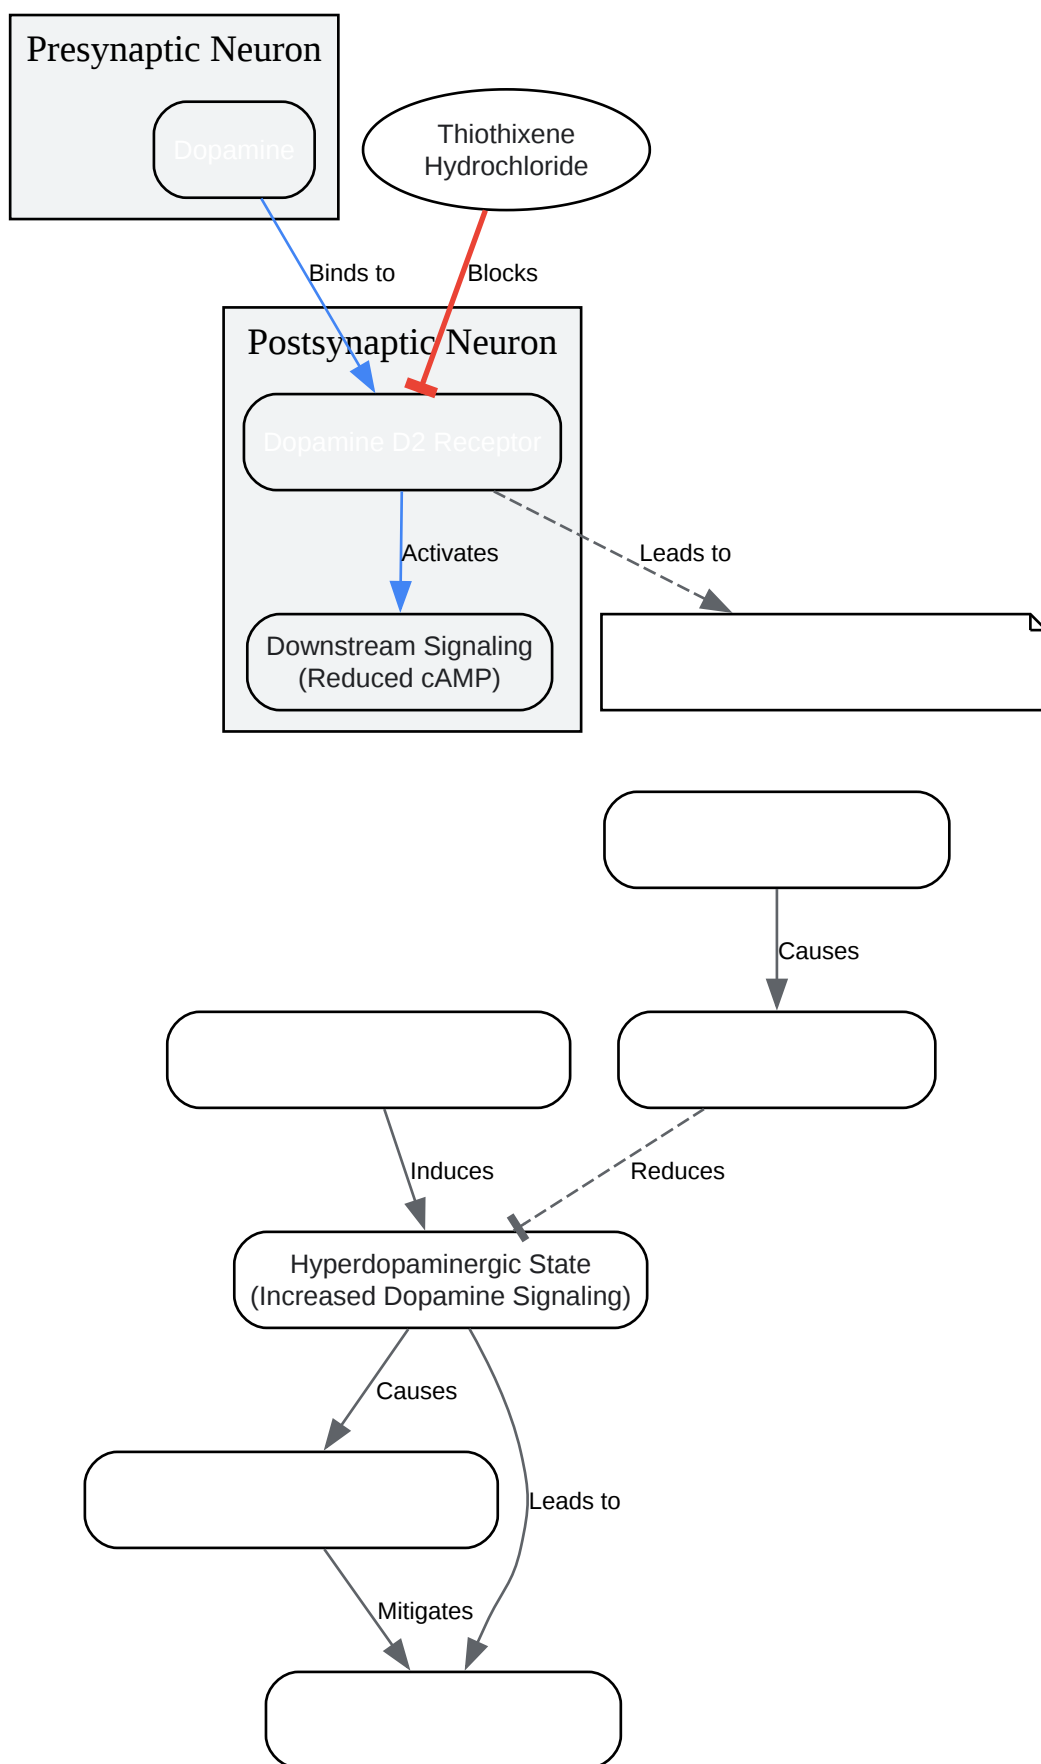 Presynaptic Neuron
Dopamine
Thiothixene
Hydrochloride
Binds to
Blocks
Postsynaptic Neuron
Dopamine D2 Receptor
Activates
Leads to
Downstream Signaling
(Reduced cAMP)
Causes
Induces
Reduces
Hyperdopaminergic State
(Increased Dopamine Signaling)
Causes
Leads to
Mitigates